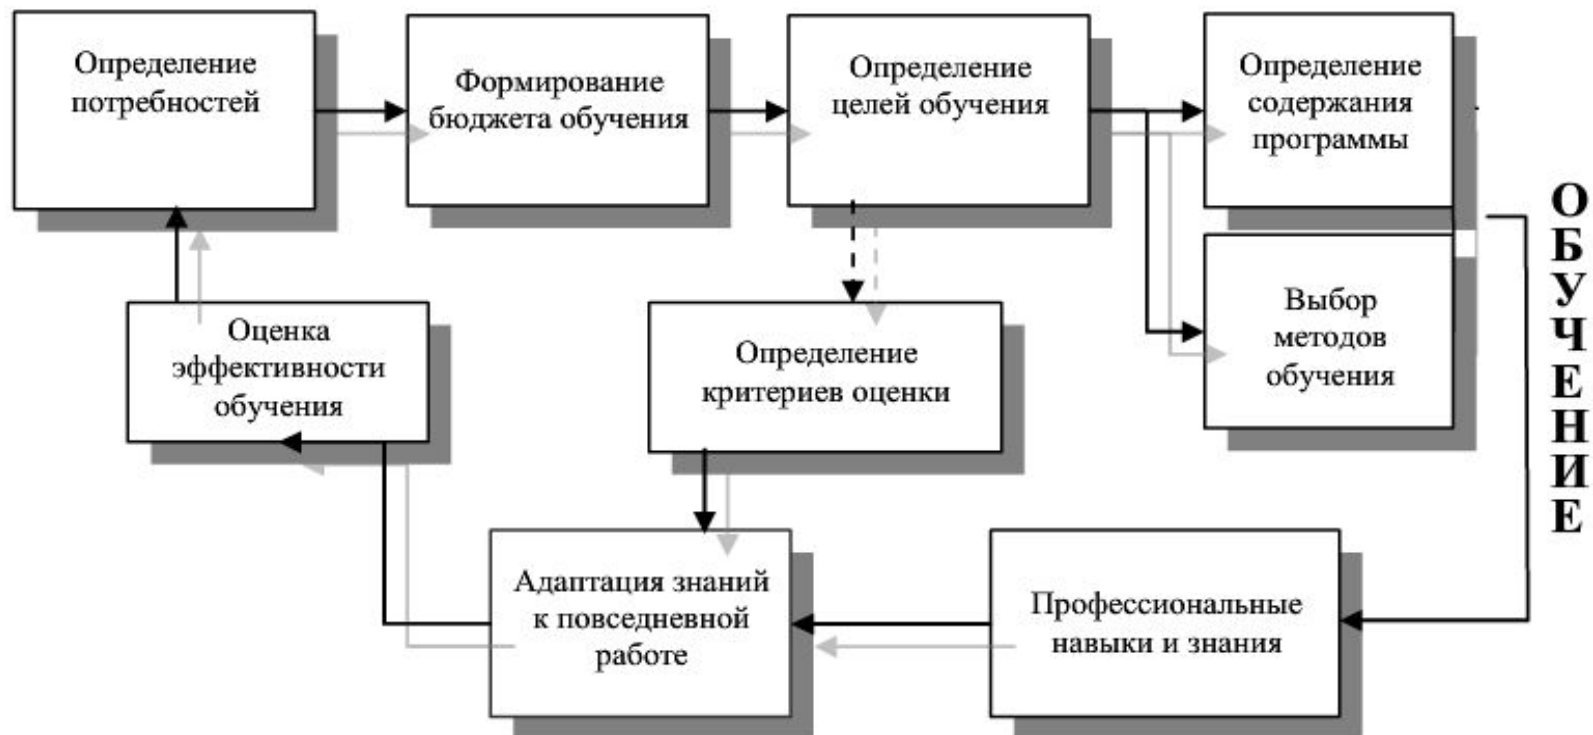 Определение
потребностей
Формирование
бюджета обучения
Определение
целей обучения
Определение
содержания
программы
Выбор
методов
обучения
ОБУЧЕНИЕ
Оценка
эффективности
обучения
Определение
критериев оценки
Адаптация знаний
к повседневной
работе
Профессиональные
навыки и знания